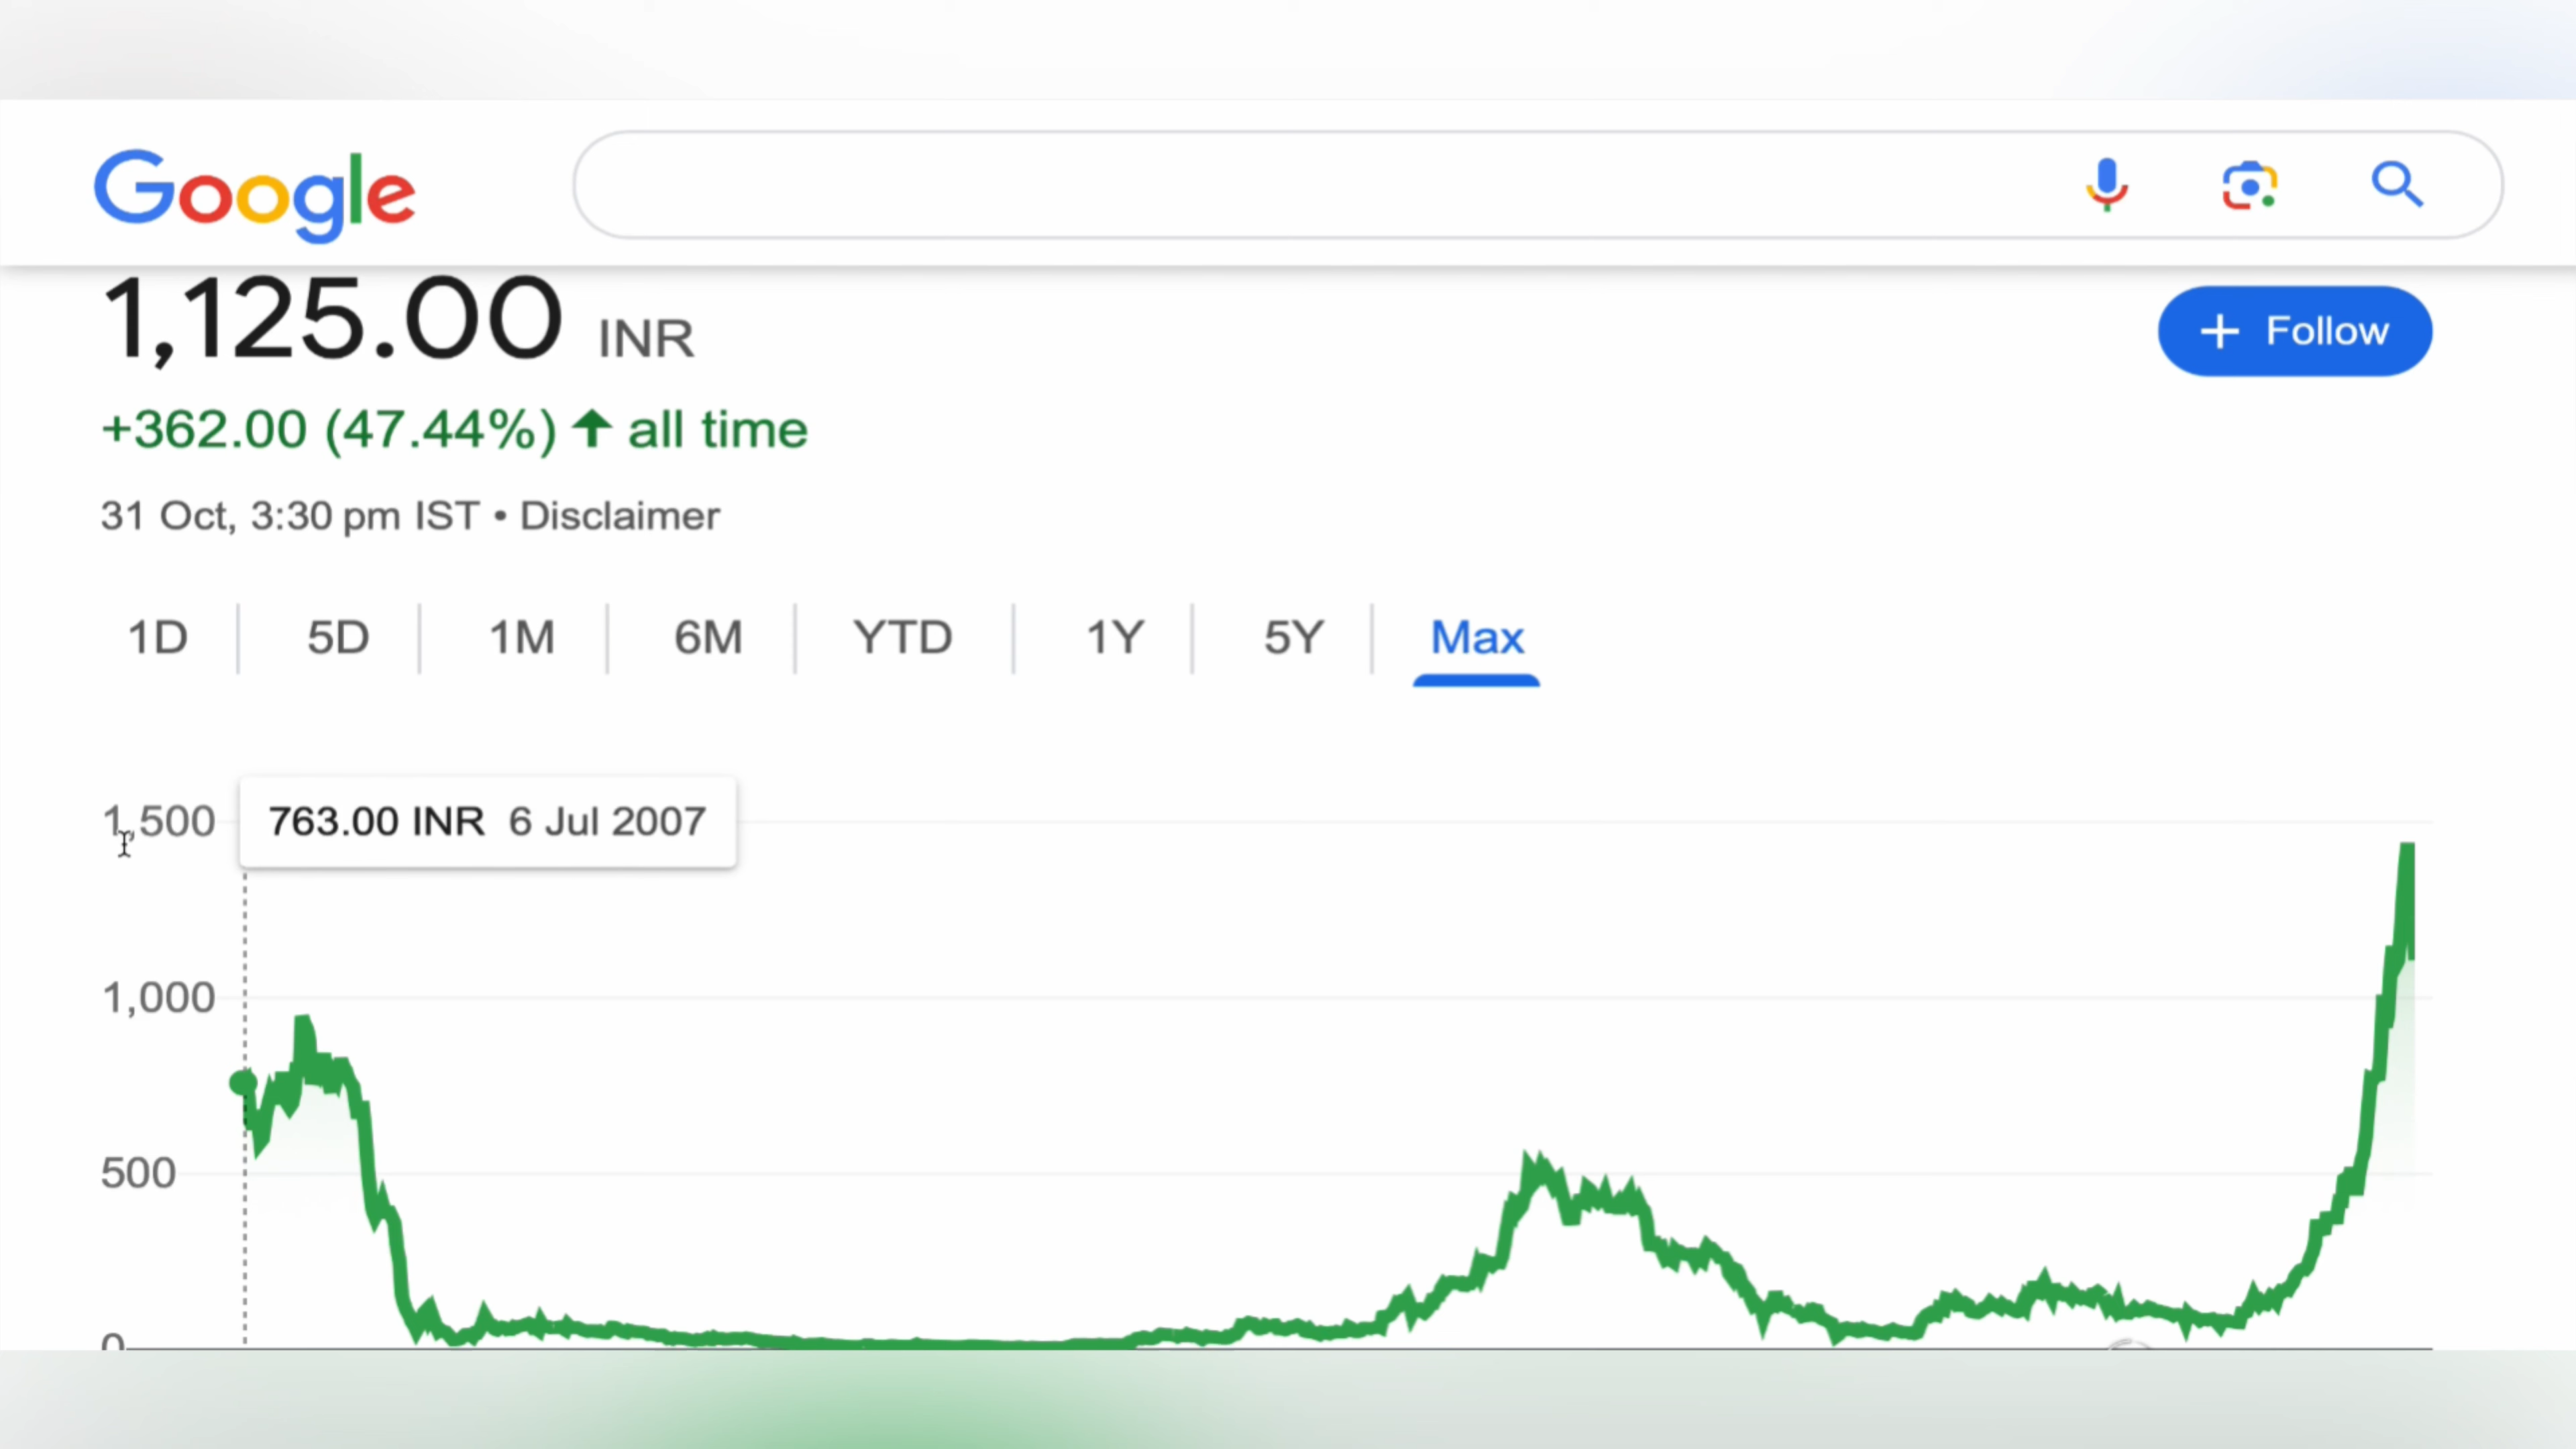 Google
1,125.00 INR
+ Follow
+362.00 (47.44%) ↑ all time
31 Oct, 3:30 pm IST • Disclaimer
1D 5D 1M 6M YTD 1Y 5Y Max
1,500
763.00 INR 6 Jul 2007
1,000
500
0